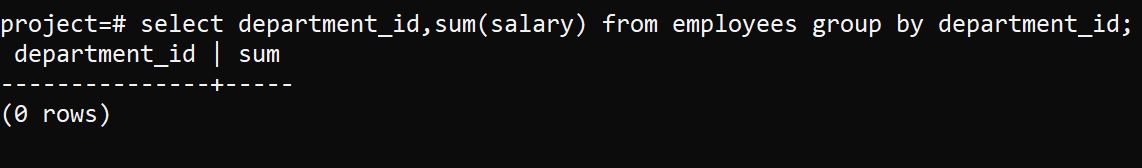 project=# select department_id,sum(salary) from employees group by department_id;
 department_id | sum
---------------+-----
(0 rows)